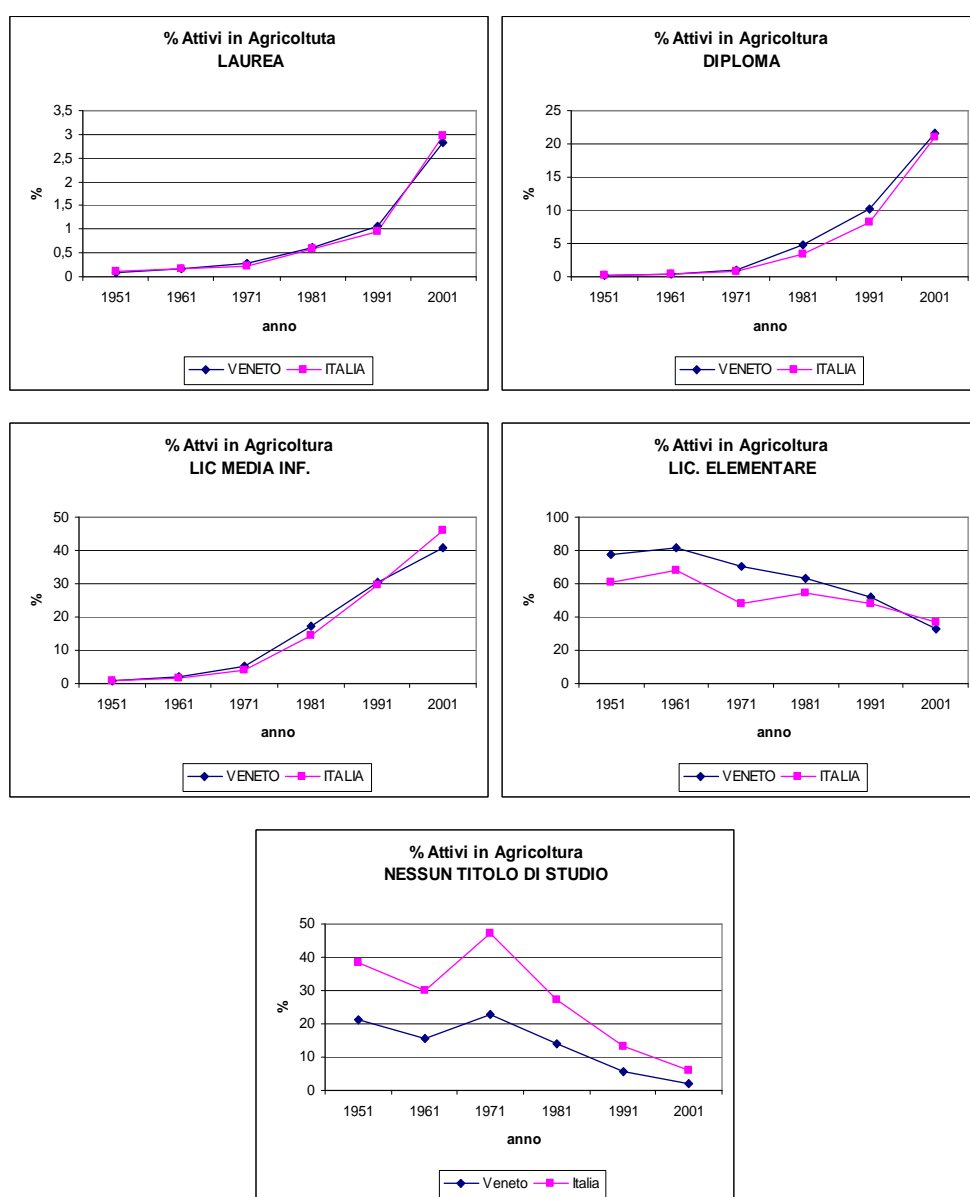 % Attivi in Agricoltuta
LAUREA
3,5
3
2,5
2
1,5
1
0,5
0
%
1951 1961 1971 1981 1991 2001
anno
VENETO ITALIA
% Attivi in Agricoltura
DIPLOMA
25
20
15
10
5
0
%
1951 1961 1971 1981 1991 2001
anno
VENETO ITALIA
% Attvi in Agricoltura
LIC MEDIA INF.
50
40
30
20
10
0
%
1951 1961 1971 1981 1991 2001
anno
VENETO ITALIA
% Attivi in Agricoltura
LIC. ELEMENTARE
100
80
60
40
20
0
%
1951 1961 1971 1981 1991 2001
anno
VENETO ITALIA
% Attivi in Agricoltura
NESSUN TITOLO DI STUDIO
50
40
30
20
10
0
%
1951 1961 1971 1981 1991 2001
anno
Veneto Italia